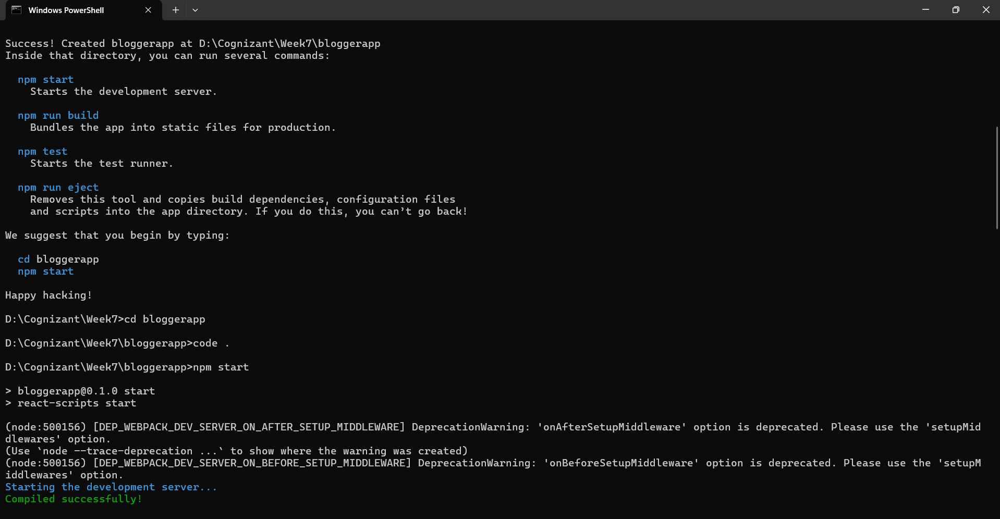 Windows PowerShell
Success! Created bloggerapp at D:\Cognizant\Week7\bloggerapp
Inside that directory, you can run several commands:
npm start
Starts the development server.
npm run build
Bundles the app into static files for production.
npm test
Starts the test runner.
npm run eject
Removes this tool and copies build dependencies, configuration files
and scripts into the app directory. If you do this, you can’t go back!
We suggest that you begin by typing:
cd bloggerapp
npm start
Happy hacking!
D:\Cognizant\Week7>cd bloggerapp
D:\Cognizant\Week7\bloggerapp>code .
D:\Cognizant\Week7\bloggerapp>npm start
> bloggerapp@0.1.0 start
> react-scripts start
(node:500156) [DEP_WEBPACK_DEV_SERVER_ON_AFTER_SETUP_MIDDLEWARE] DeprecationWarning: 'onAfterSetupMiddleware' option is deprecated. Please use the 'setupMid
dlewares' option.
(Use `node --trace-deprecation ...` to show where the warning was created)
(node:500156) [DEP_WEBPACK_DEV_SERVER_ON_BEFORE_SETUP_MIDDLEWARE] DeprecationWarning: 'onBeforeSetupMiddleware' option is deprecated. Please use the 'setupM
iddlewares' option.
Starting the development server...
Compiled successfully!